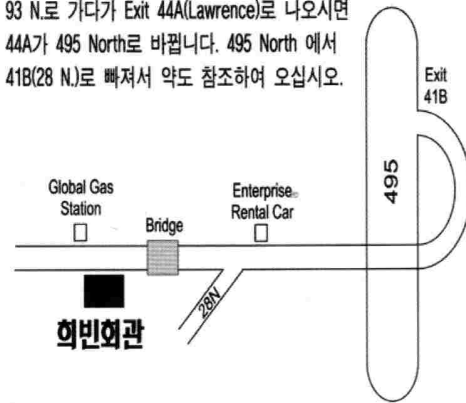 93 N.로 가다가 Exit 44A(Lawrence)로 나오시면
44A가 495 North로 바뀝니다. 495 North 에서
41B(28 N.)로 빠져서 약도 참조하여 오십시오.
Exit
41B
495
Global Gas
Station
Bridge
Enterprise
Rental Car
28N
희빈회관